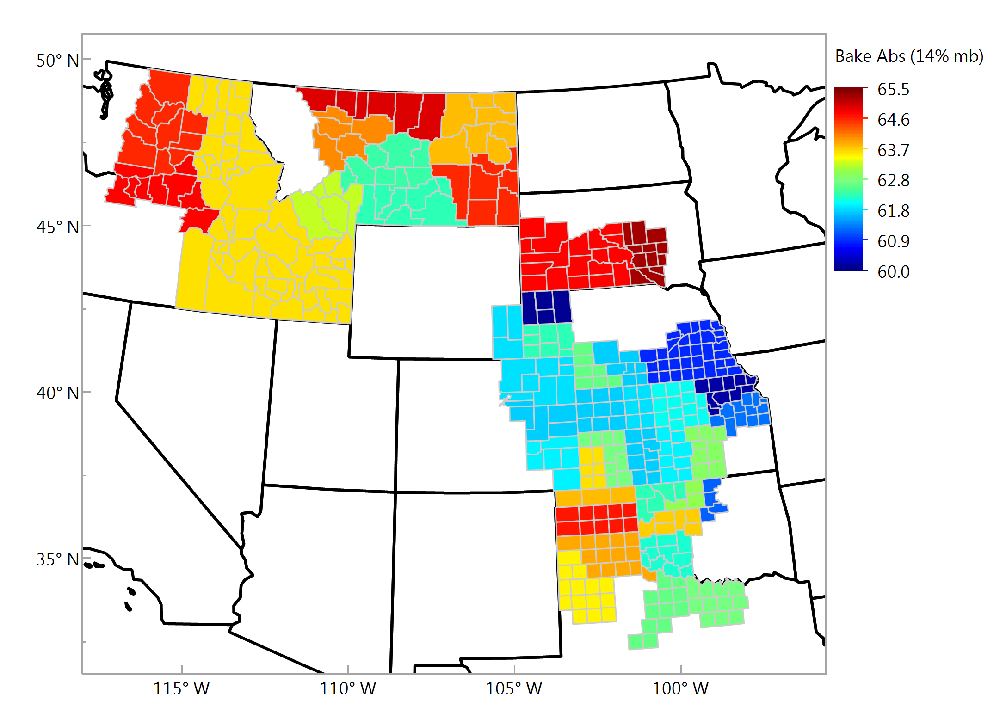 Bake Abs (14% mb)
65.5
64.6
63.7
62.8
61.8
60.9
60.0
50° N
45° N
40° N
35° N
115° W
110° W
105° W
100° W